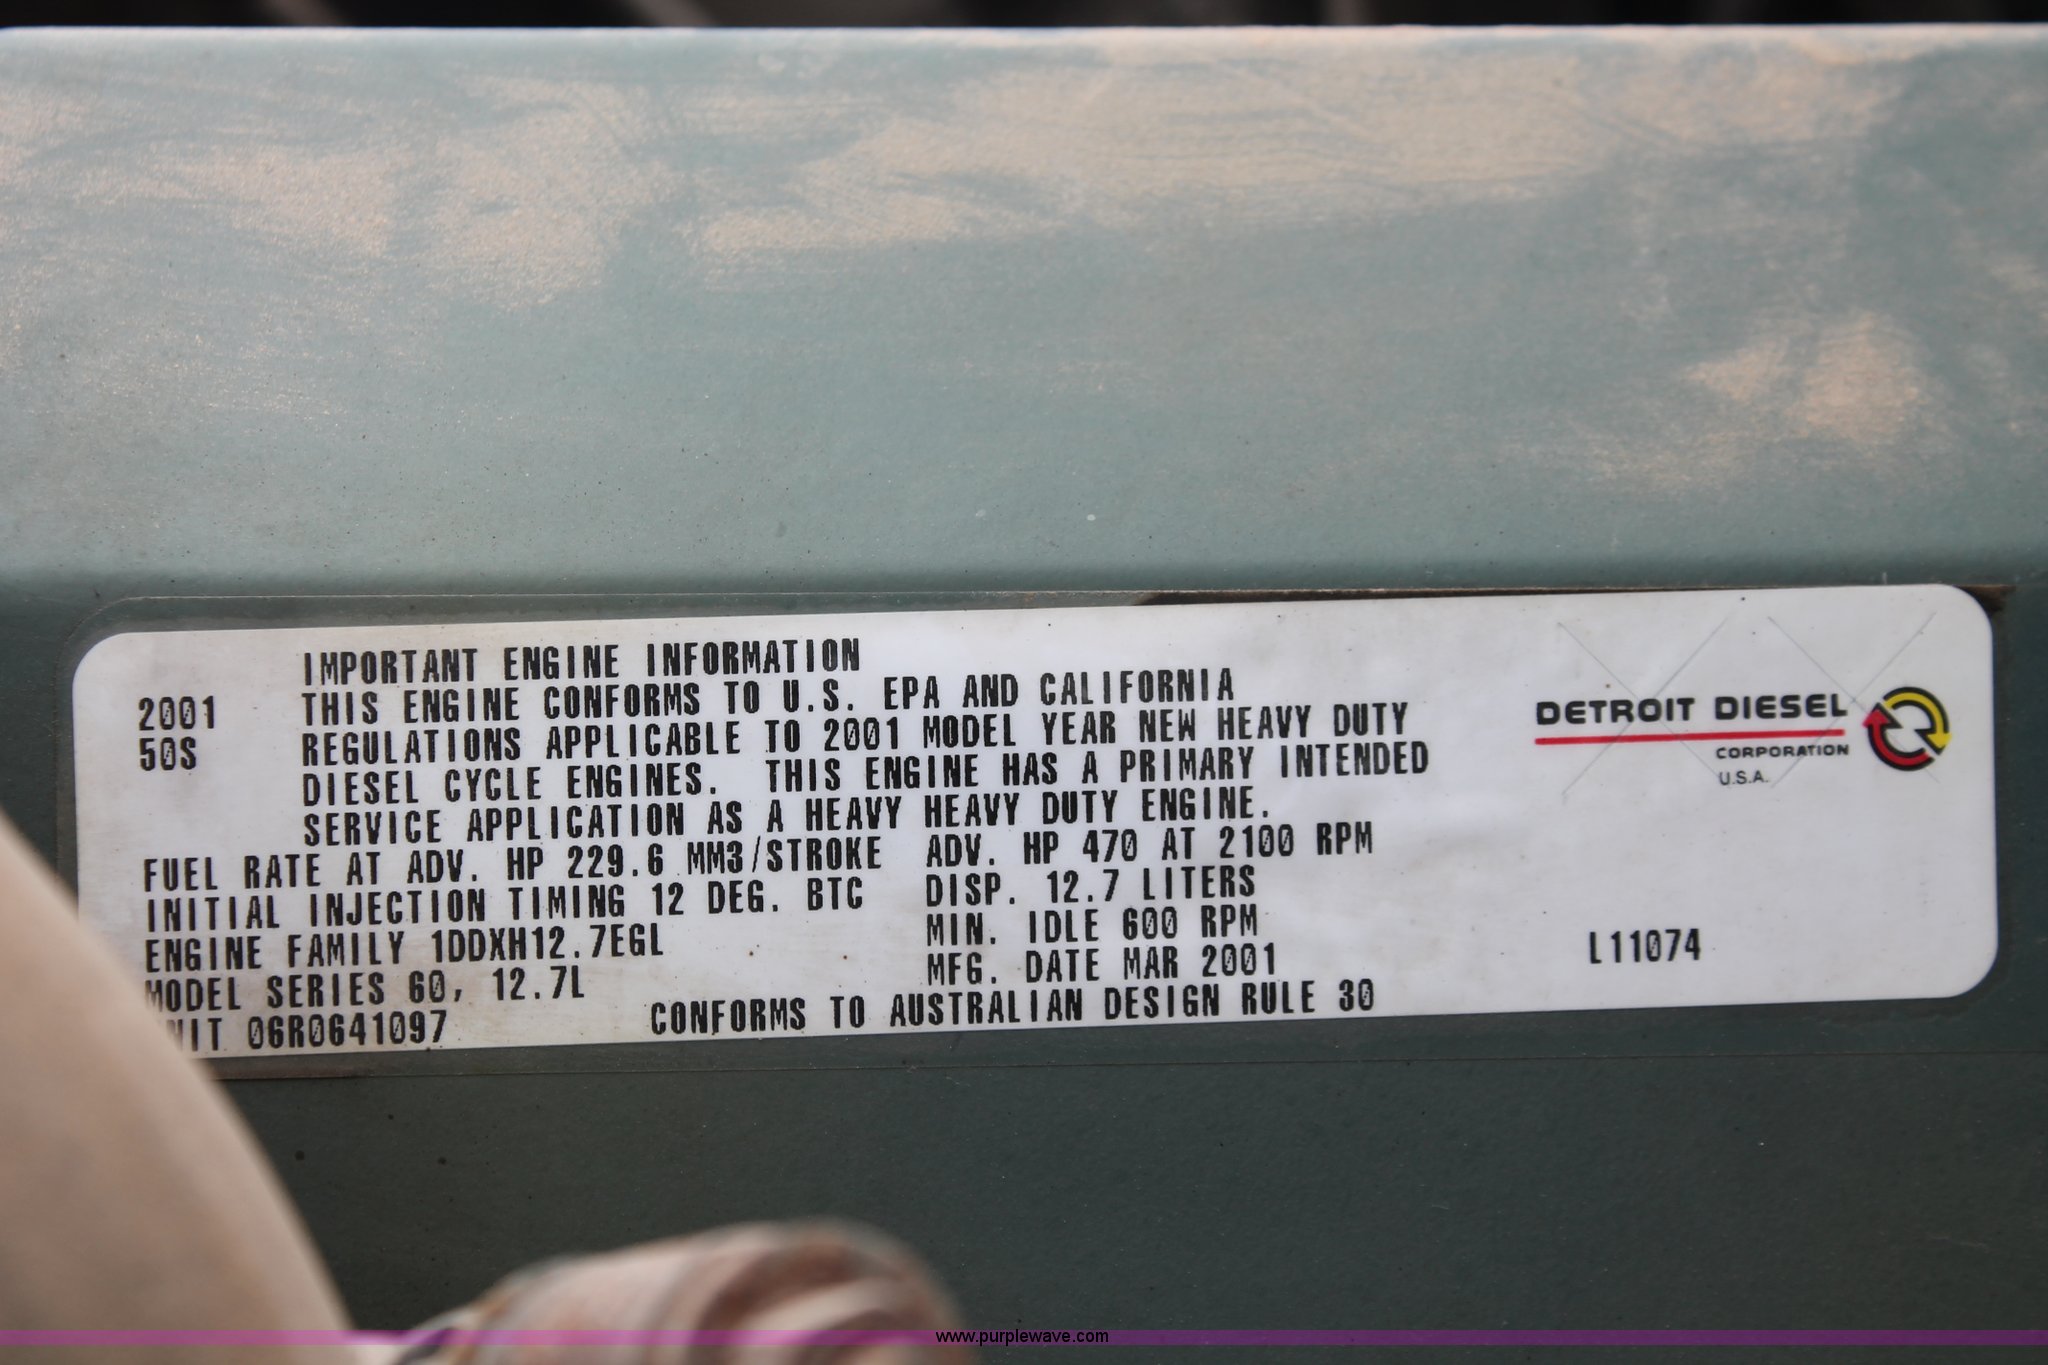 IMPORTANT ENGINE INFORMATION
2001
50S
THIS ENGINE CONFORMS TO U.S. EPA AND CALIFORNIA
REGULATIONS APPLICABLE TO 2001 MODEL YEAR NEW HEAVY DUTY
DIESEL CYCLE ENGINES. THIS ENGINE HAS A PRIMARY INTENDED
SERVICE APPLICATION AS A HEAVY HEAVY DUTY ENGINE.
FUEL RATE AT ADV. HP 229.6 MM3/STROKE ADV. HP 470 AT 2100 RPM
INITIAL INJECTION TIMING 12 DEG. BTC DISP. 12.7 LITERS
ENGINE FAMILY 1DDXH12.7EGL MIN. IDLE 600 RPM
MODEL SERIES 60, 12.7L MFG. DATE MAR 2001
UNIT 06R0641097 CONFORMS TO AUSTRALIAN DESIGN RULE 30
DETROIT DIESEL
CORPORATION
U.S.A.
L11074
www.purplewave.com